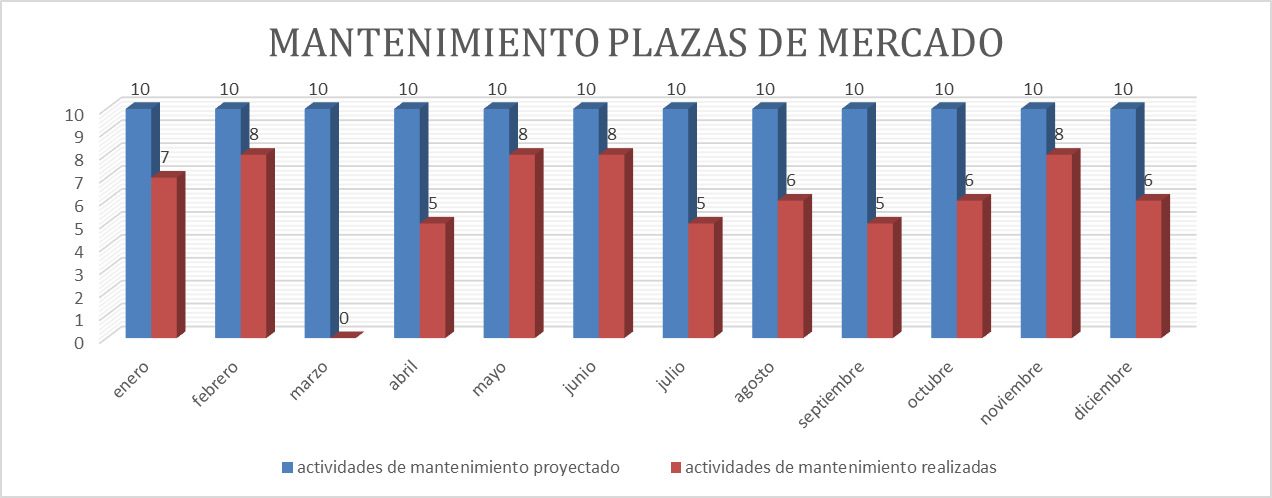 MANTENIMIENTO PLAZAS DE MERCADO
10 10 10 10 10 10 10 10 10 10 10 10
7 8 0 5 8 8 5 6 5 6 8 6
10
9
8
7
6
5
4
3
2
1
0
enero febrero marzo abril mayo junio julio agosto septiembre octubre noviembre diciembre
actividades de mantenimiento proyectado actividades de mantenimiento realizadas